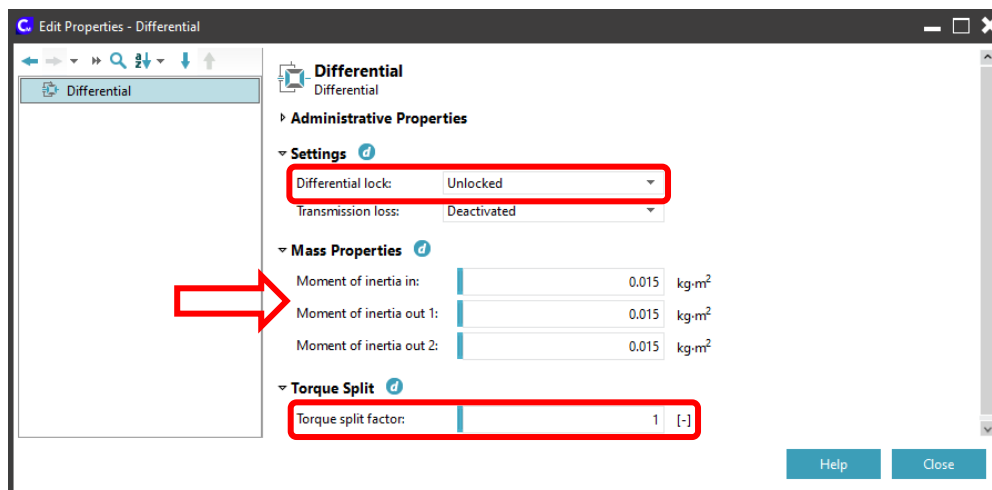 Edit Properties - Differential
Differential
Differential
Differential
Administrative Properties
Settings d
Differential lock: Unlocked
Transmission loss: Deactivated
Mass Properties d
Moment of inertia in: 0.015 kg·m²
Moment of inertia out 1: 0.015 kg·m²
Moment of inertia out 2: 0.015 kg·m²
Torque Split d
Torque split factor: 1 [-]
Help Close